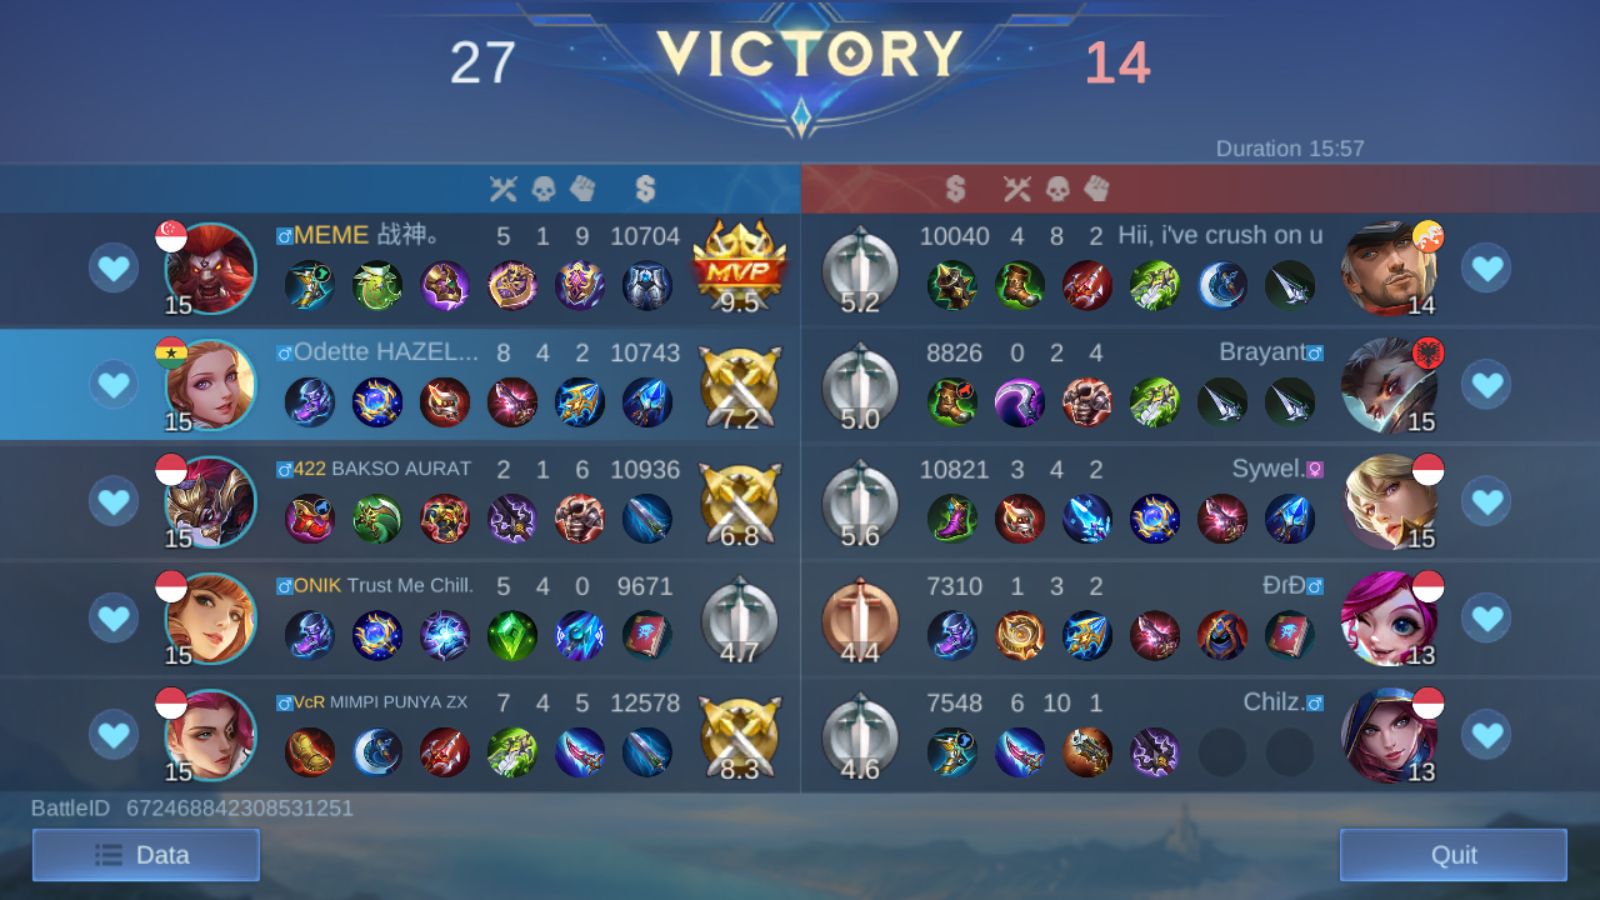 27 VICTORY 14
Duration 15:57
MEME 战神。 5 1 9 10704 MVP 9.5 15
5.2 10040 4 8 2 Hii, i've crush on u 14
Odette HAZEL... 8 4 2 10743 7.2 15
5.0 8826 0 2 4 Brayant 15
422 BAKSO AURAT 2 1 6 10936 6.8 15
5.6 10821 3 4 2 Sywel. 15
ONIK Trust Me Chill. 5 4 0 9671 4.7 15
4.4 7310 1 3 2 ĐrĐ 13
VcR MIMPI PUNYA ZX 7 4 5 12578 8.3 15
4.6 7548 6 10 1 Chilz. 13
BattleID 672468842308531251
Data
Quit